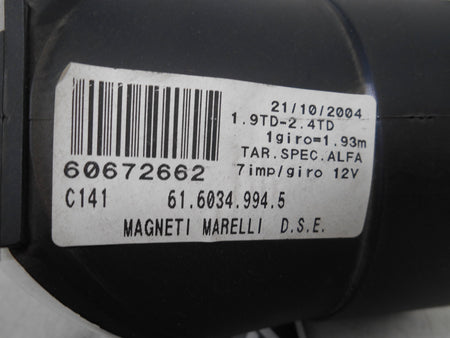 21/10/2004
1.9TD-2.4TD
1giro=1.93m
TAR.SPEC.ALFA
60672662 7imp/giro 12V
C141 61.6034.994.5
MAGNETI MARELLI D.S.E.